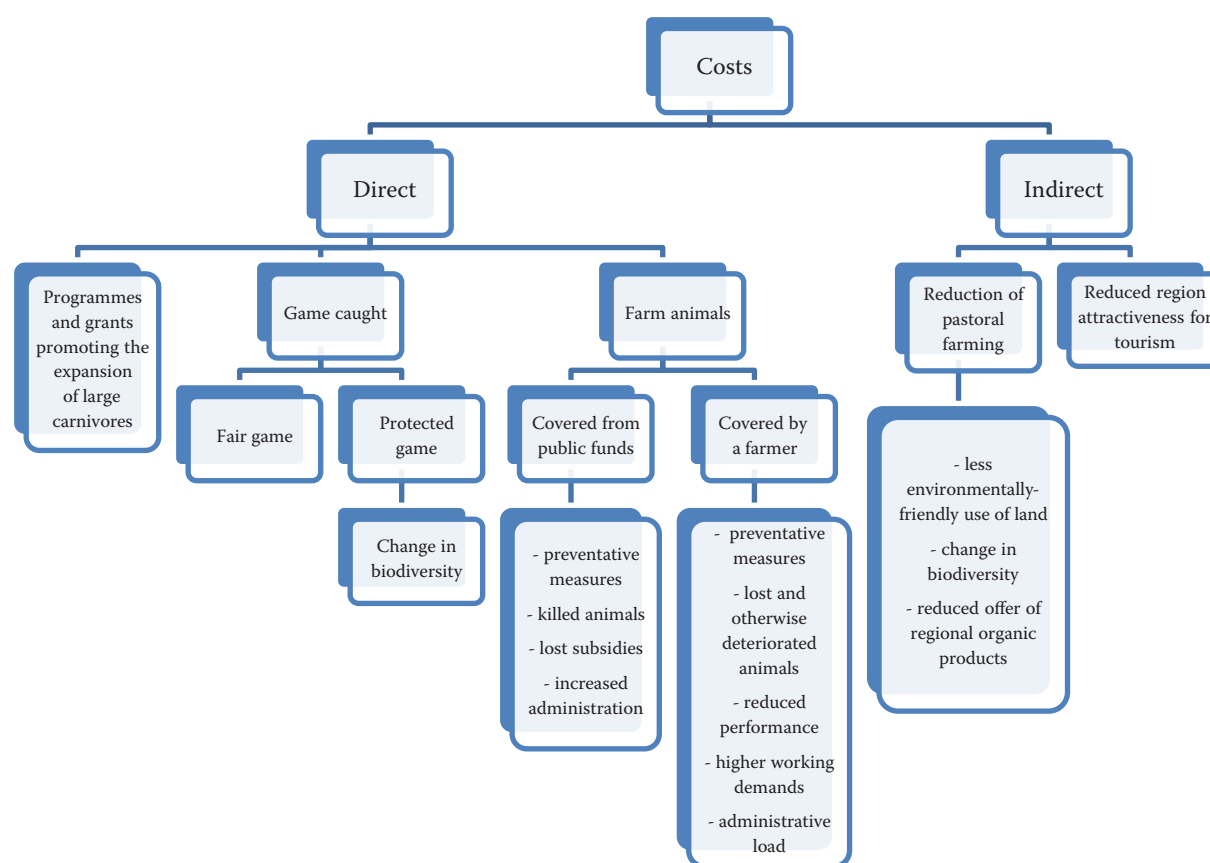 Costs
Direct
Indirect
Programmes
and grants
promoting the
expansion
of large
carnivores
Game caught
Farm animals
Reduction of
pastoral
farming
Reduced region
attractiveness for
tourism
Fair game
Protected
game
Covered from
public funds
Covered by
a farmer
Change in
biodiversity
- preventative
measures
- killed animals
- lost subsidies
- increased
administration
- preventative
measures
- lost and
otherwise
deteriorated
animals
- reduced
performance
- higher working
demands
- administrative
load
- less
environmentally-
friendly use of land
- change in
biodiversity
- reduced offer of
regional organic
products